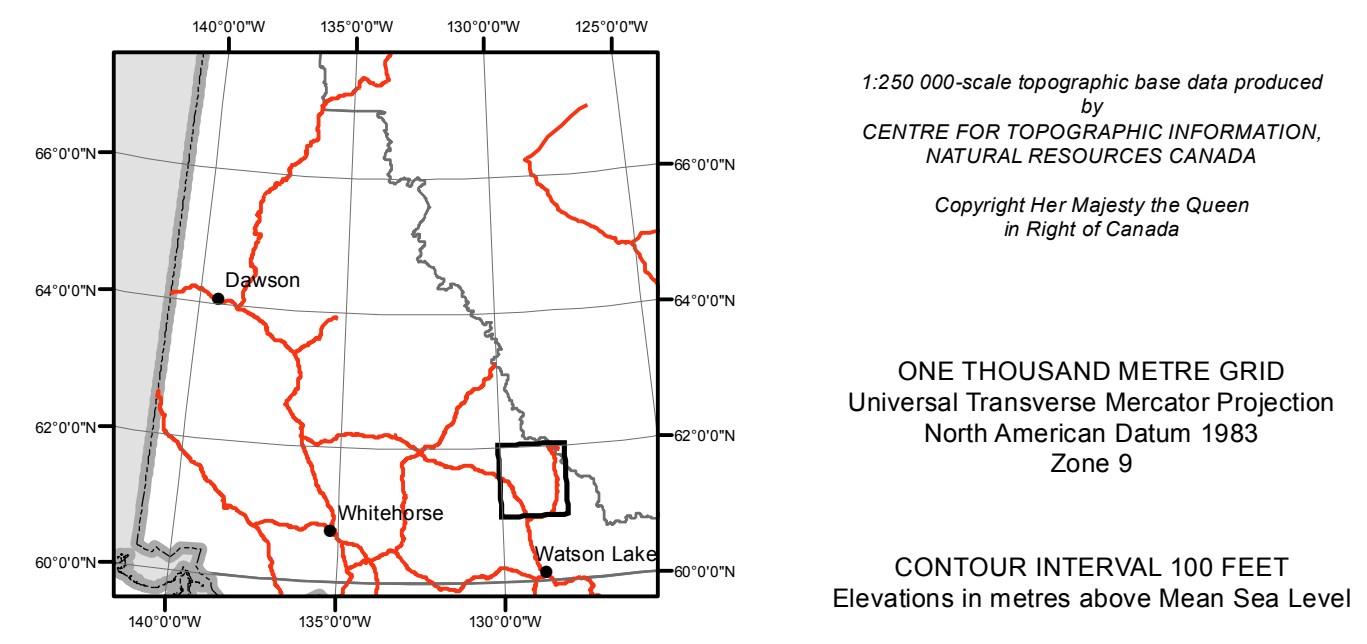 140°0'0"W 135°0'0"W 130°0'0"W 125°0'0"W
66°0'0"N
66°0'0"N
Dawson
64°0'0"N
64°0'0"N
62°0'0"N
62°0'0"N
Whitehorse
Watson Lake
60°0'0"N
60°0'0"N
140°0'0"W 135°0'0"W 130°0'0"W
1:250 000-scale topographic base data produced
by
CENTRE FOR TOPOGRAPHIC INFORMATION,
NATURAL RESOURCES CANADA
Copyright Her Majesty the Queen
in Right of Canada
ONE THOUSAND METRE GRID
Universal Transverse Mercator Projection
North American Datum 1983
Zone 9
CONTOUR INTERVAL 100 FEET
Elevations in metres above Mean Sea Level